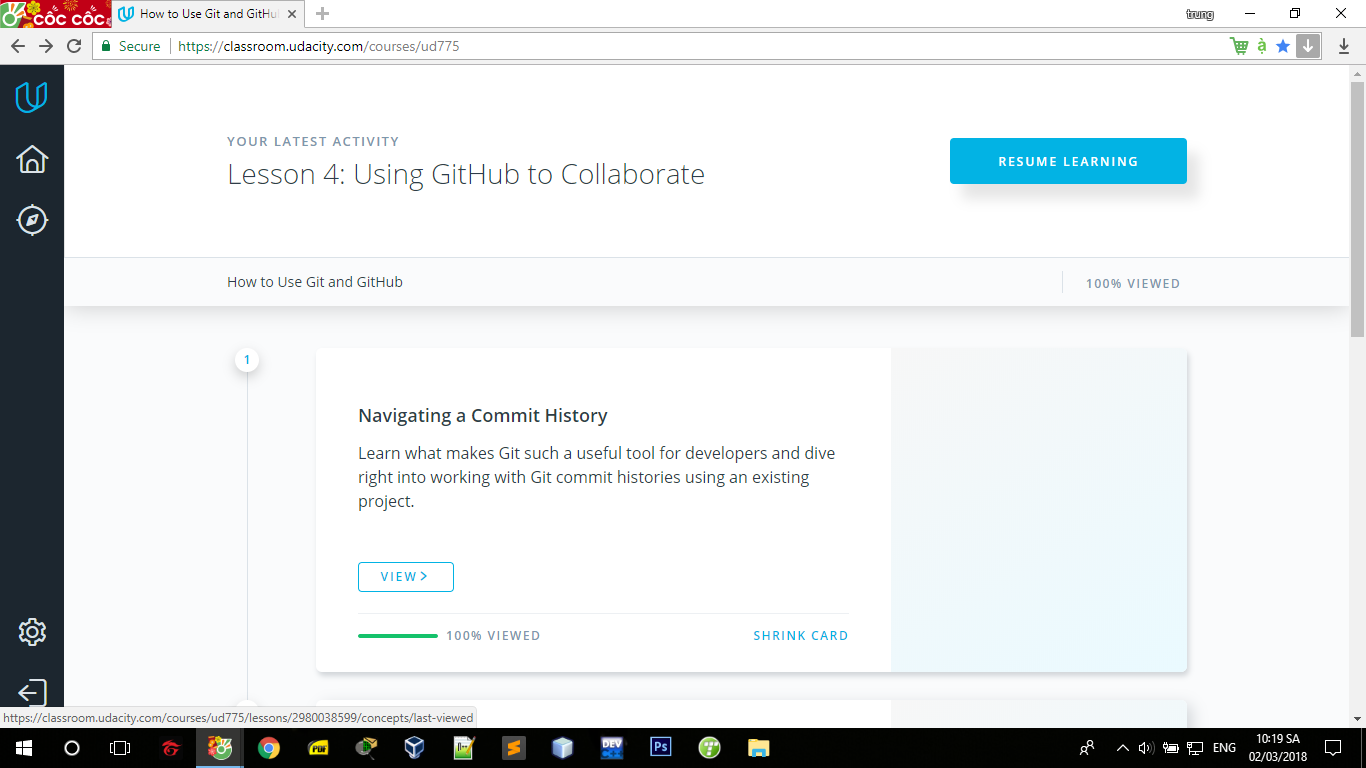 CÔC CÔC
How to Use Git and GitHu
trung
Secure
https://classroom.udacity.com/courses/ud775
YOUR LATEST ACTIVITY
Lesson 4: Using GitHub to Collaborate
RESUME LEARNING
How to Use Git and GitHub
100% VIEWED
1
Navigating a Commit History
Learn what makes Git such a useful tool for developers and dive
right into working with Git commit histories using an existing
project.
VIEW
100% VIEWED
SHRINK CARD
https://classroom.udacity.com/courses/ud775/lessons/2980038599/concepts/last-viewed
PDF
DEV
Ps
ENG
10:19 SA
02/03/2018